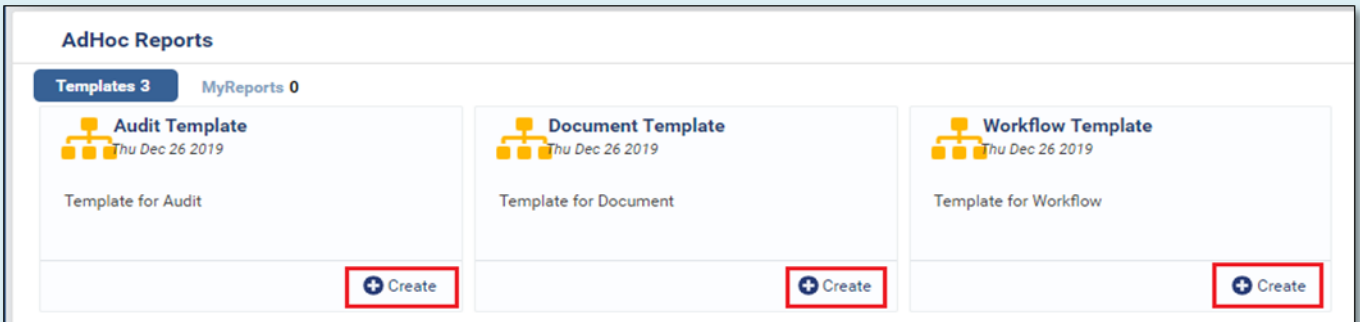 AdHoc Reports
Templates 3
MyReports 0
Audit Template
Thu Dec 26 2019
Template for Audit
Create
Document Template
Thu Dec 26 2019
Template for Document
Create
Workflow Template
Thu Dec 26 2019
Template for Workflow
Create